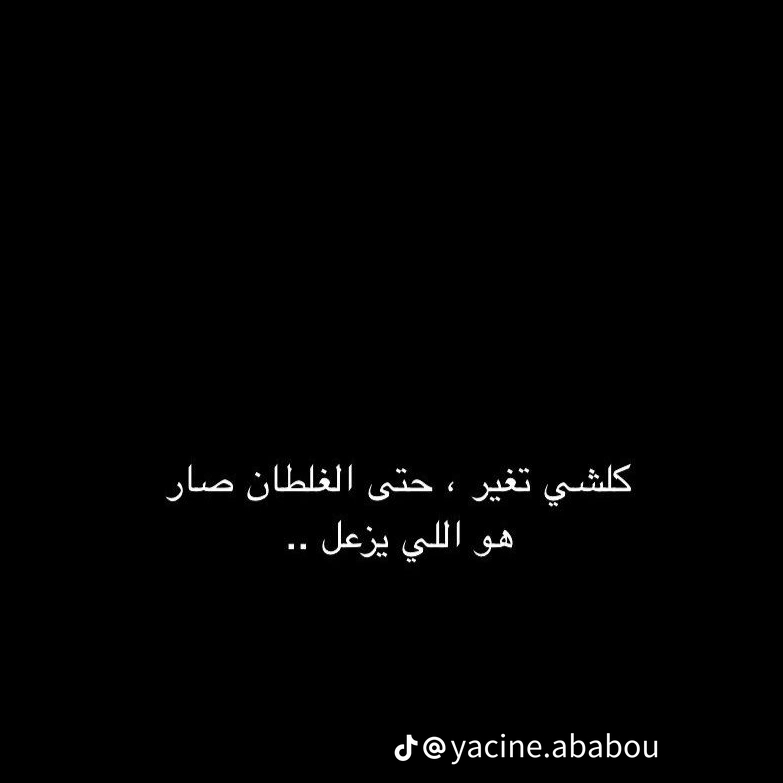 كلشي تغير ، حتى الغلطان صار
هو اللي يزعل ..
@yacine.ababou